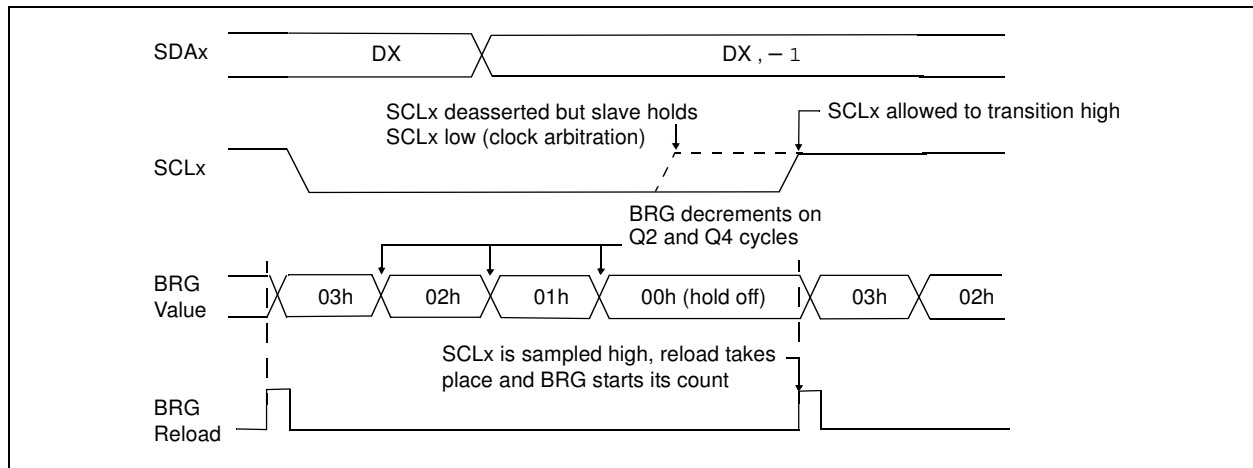 SDAx
DX
DX , – 1
SCLx deasserted but slave holds
SCLx low (clock arbitration)
SCLx allowed to transition high
SCLx
BRG decrements on
Q2 and Q4 cycles
BRG
Value
03h
02h
01h
00h (hold off)
03h
02h
SCLx is sampled high, reload takes
place and BRG starts its count
BRG
Reload